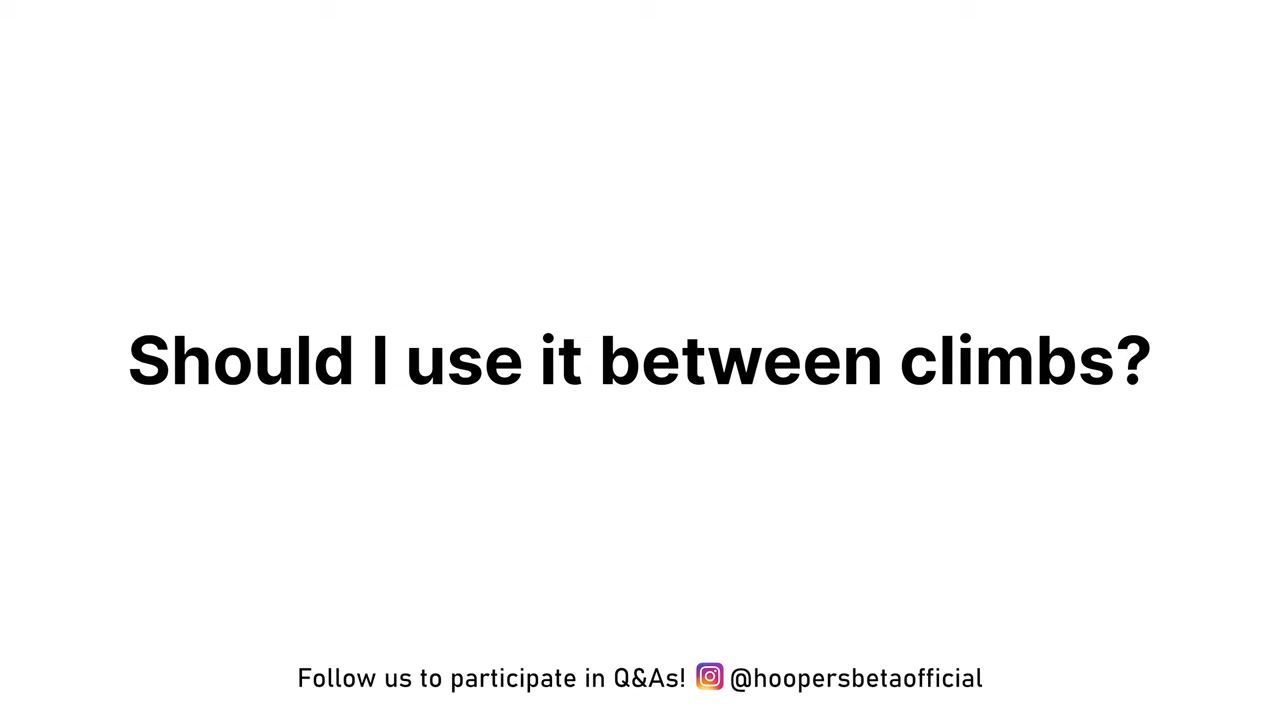 Should I use it between climbs?
Follow us to participate in Q&As! @hoopersbetaofficial